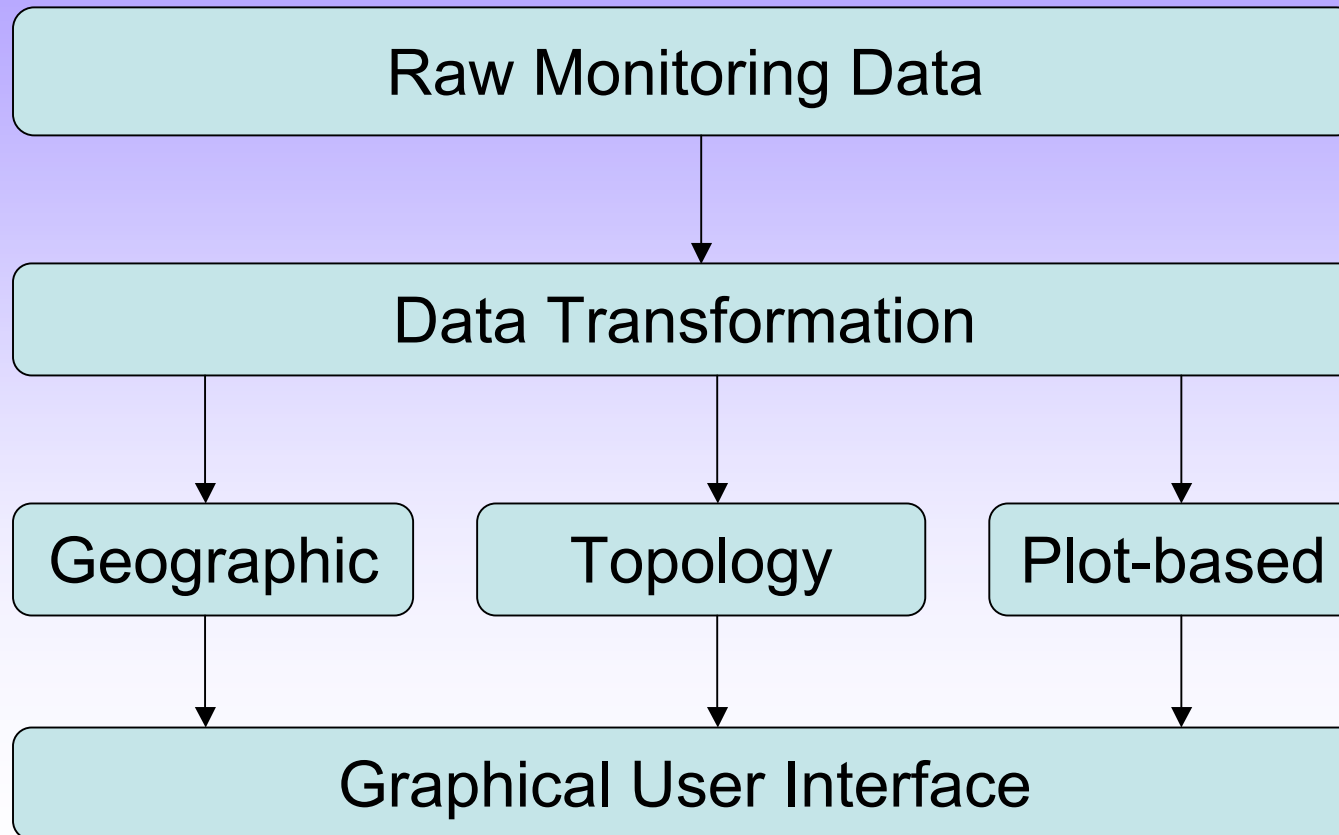 Raw Monitoring Data
Data Transformation
Geographic
Topology
Plot-based
Graphical User Interface